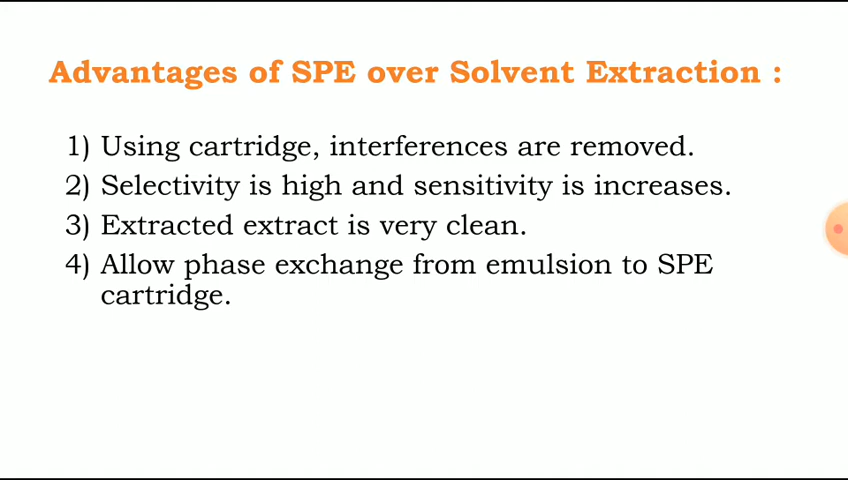 Advantages of SPE over Solvent Extraction :
1) Using cartridge, interferences are removed.
2) Selectivity is high and sensitivity is increases.
3) Extracted extract is very clean.
4) Allow phase exchange from emulsion to SPE
cartridge.